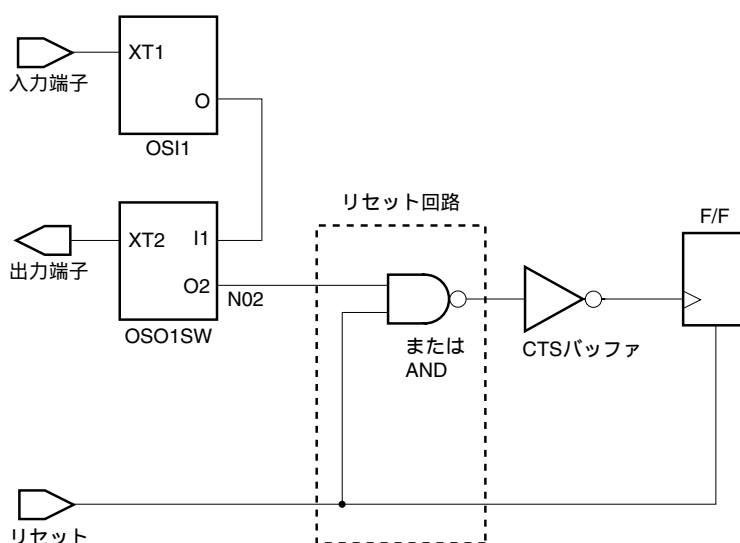 XT1
入力端子
O
OSI1
リセット回路
F/F
XT2
I1
出力端子
O2
N02
OSO1SW
または
AND
CTSバッファ
リセット